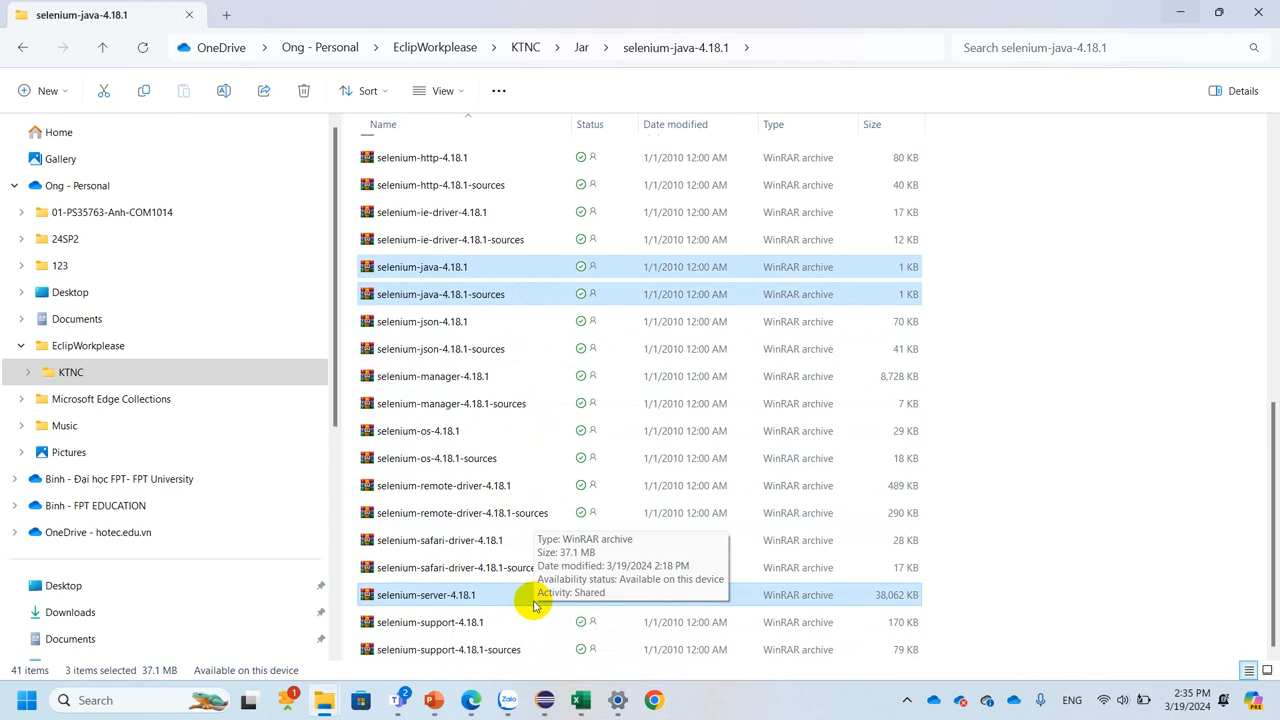 selenium-java-4.18.1
OneDrive > Ong - Personal > EclipWorkplease > KTNC > Jar > selenium-java-4.18.1 >
Search selenium-java-4.18.1
New
Sort
View
Details
Home
Gallery
Ong - Personal
01-PS35763-Anh-COM1014
24SP2
123
Desktop
Documents
EclipWorkplease
KTNC
Microsoft Edge Collections
Music
Pictures
Binh - Đại học FPT- FPT University
Binh - FPT EDUCATION
OneDrive - hotec.edu.vn
Desktop
Downloads
Documents
Name Status Date modified Type Size
selenium-http-4.18.1 1/1/2010 12:00 AM WinRAR archive 80 KB
selenium-http-4.18.1-sources 1/1/2010 12:00 AM WinRAR archive 40 KB
selenium-ie-driver-4.18.1 1/1/2010 12:00 AM WinRAR archive 17 KB
selenium-ie-driver-4.18.1-sources 1/1/2010 12:00 AM WinRAR archive 12 KB
selenium-java-4.18.1 1/1/2010 12:00 AM WinRAR archive 1 KB
selenium-java-4.18.1-sources 1/1/2010 12:00 AM WinRAR archive 1 KB
selenium-json-4.18.1 1/1/2010 12:00 AM WinRAR archive 70 KB
selenium-json-4.18.1-sources 1/1/2010 12:00 AM WinRAR archive 41 KB
selenium-manager-4.18.1 1/1/2010 12:00 AM WinRAR archive 8,728 KB
selenium-manager-4.18.1-sources 1/1/2010 12:00 AM WinRAR archive 7 KB
selenium-os-4.18.1 1/1/2010 12:00 AM WinRAR archive 29 KB
selenium-os-4.18.1-sources 1/1/2010 12:00 AM WinRAR archive 18 KB
selenium-remote-driver-4.18.1 1/1/2010 12:00 AM WinRAR archive 489 KB
selenium-remote-driver-4.18.1-sources 1/1/2010 12:00 AM WinRAR archive 290 KB
selenium-safari-driver-4.18.1 WinRAR archive 28 KB
selenium-safari-driver-4.18.1-source WinRAR archive 17 KB
selenium-server-4.18.1 WinRAR archive 38,062 KB
selenium-support-4.18.1 1/1/2010 12:00 AM WinRAR archive 170 KB
selenium-support-4.18.1-sources 1/1/2010 12:00 AM WinRAR archive 79 KB
Type: WinRAR archive
Size: 37.1 MB
Date modified: 3/19/2024 2:18 PM
Availability status: Available on this device
Activity: Shared
41 items 3 items selected 37.1 MB Available on this device
Search
1
2
Zalo
ENG
2:35 PM
3/19/2024
PRE